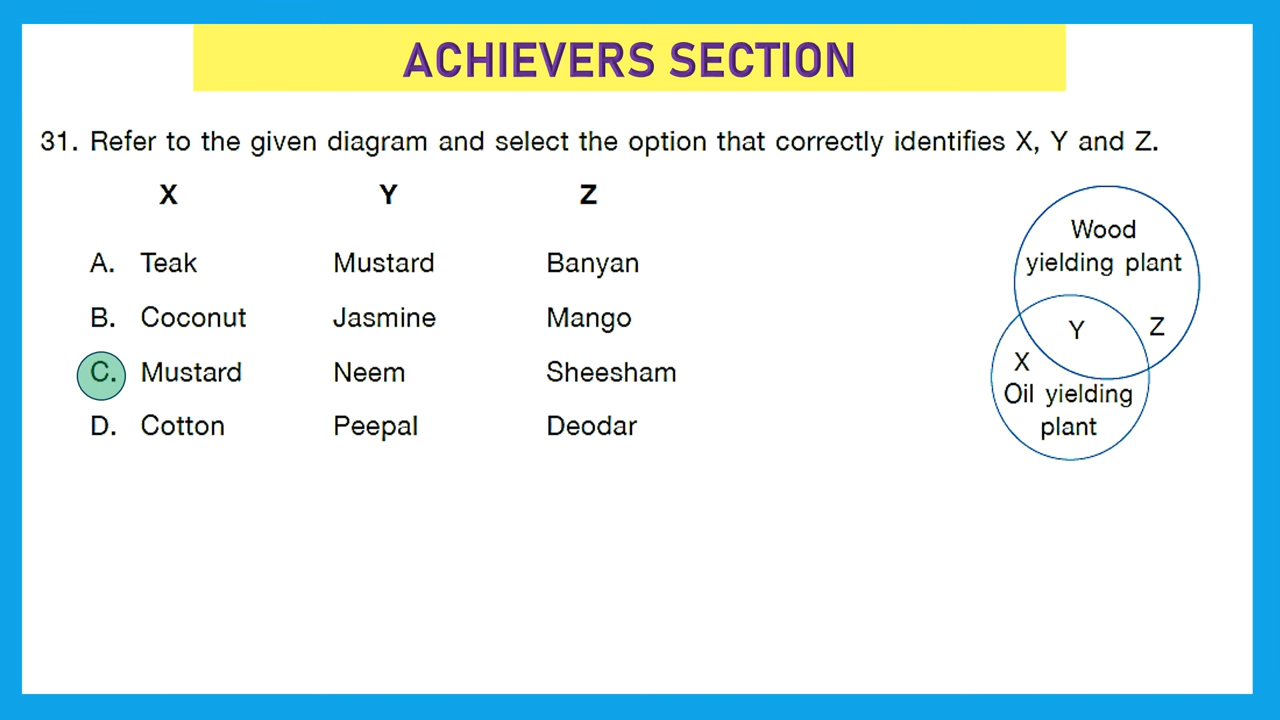 ACHIEVERS SECTION
31. Refer to the given diagram and select the option that correctly identifies X, Y and Z.
X Y Z
A. Teak Mustard Banyan
B. Coconut Jasmine Mango
C. Mustard Neem Sheesham
D. Cotton Peepal Deodar
Wood
yielding plant
Y Z
X
Oil yielding
plant